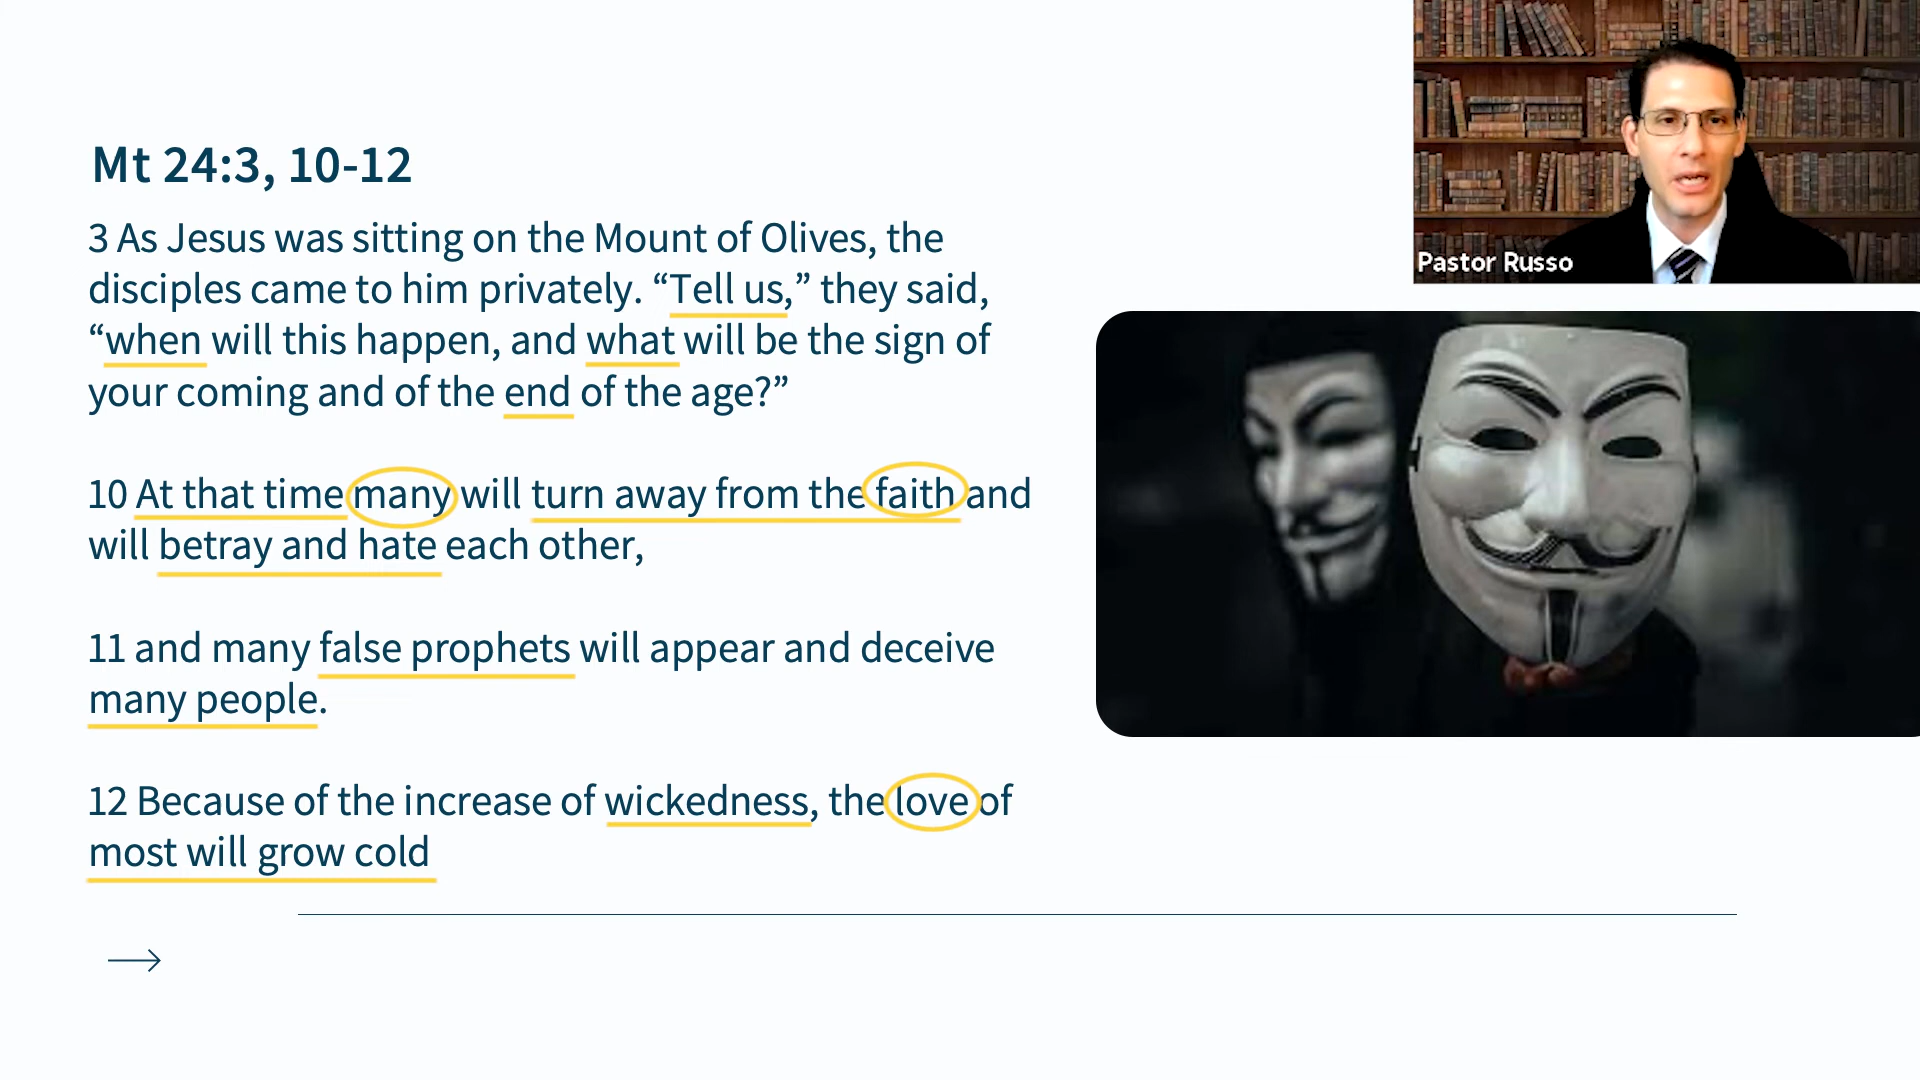 Mt 24:3, 10-12
3 As Jesus was sitting on the Mount of Olives, the
disciples came to him privately. “Tell us,” they said,
“when will this happen, and what will be the sign of
your coming and of the end of the age?”
10 At that time many will turn away from the faith and
will betray and hate each other,
11 and many false prophets will appear and deceive
many people.
12 Because of the increase of wickedness, the love of
most will grow cold
Pastor Russo